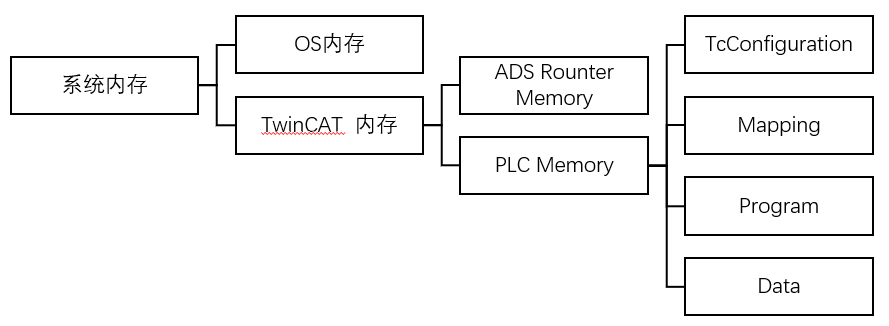 系统内存
OS内存
TwinCAT 内存
ADS Rounter
Memory
PLC Memory
TcConfiguration
Mapping
Program
Data